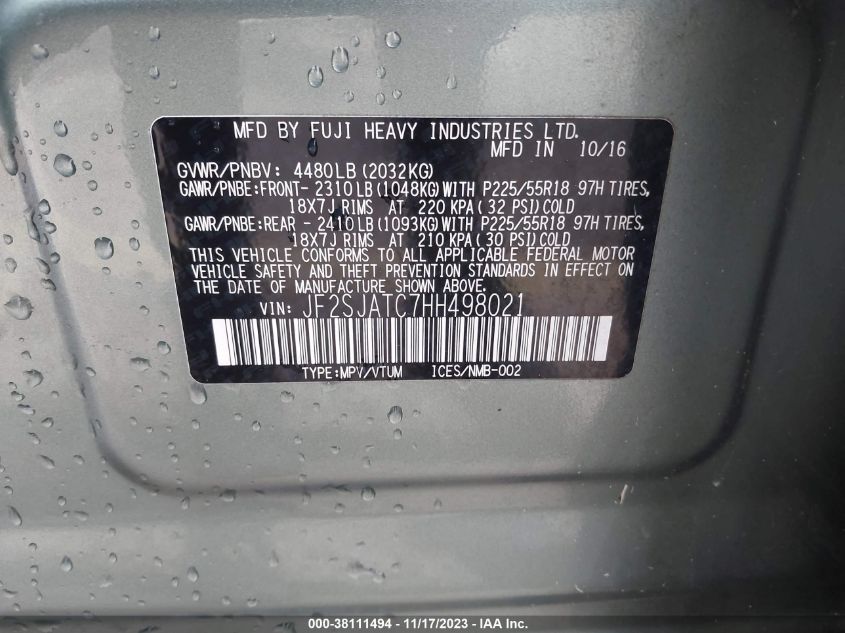 MFD BY FUJI HEAVY INDUSTRIES LTD.
MFD IN 10/16
GVWR/PNBV: 4480LB (2032KG)
GAWR/PNBE:FRONT- 2310 LB (1048KG) WITH P225/55R18 97H TIRES,
18X7J RIMS AT 220 KPA( 32 PSI)COLD
GAWR/PNBE:REAR - 2410 LB (1093KG) WITH P225/55R18 97H TIRES,
18X7J RIMS AT 210 KPA( 30 PSI)COLD
THIS VEHICLE CONFORMS TO ALL APPLICABLE FEDERAL MOTOR
VEHICLE SAFETY AND THEFT PREVENTION STANDARDS IN EFFECT ON
THE DATE OF MANUFACTURE SHOWN ABOVE.
VIN: JF2SJATC7HH498021
TYPE:MPV/VTUM ICES/NMB-002
000-38111494 - 11/17/2023 - IAA Inc.